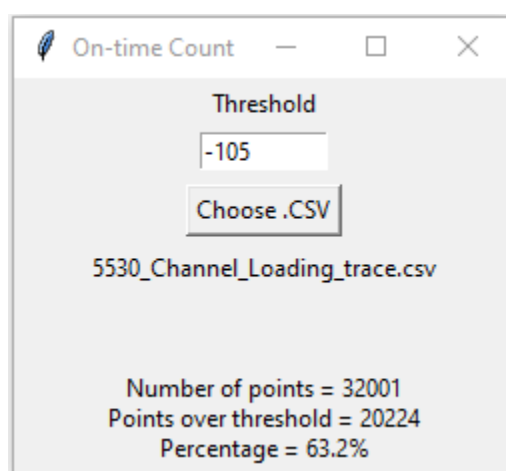 On-time Count
Threshold
-105
Choose .CSV
5530_Channel_Loading_trace.csv
Number of points = 32001
Points over threshold = 20224
Percentage = 63.2%